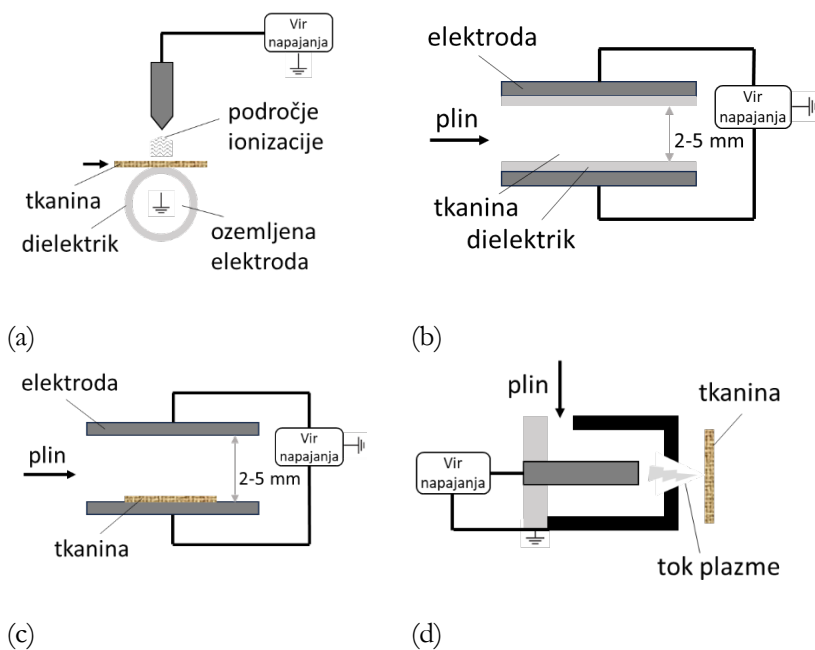 Vir
napajanja
področje
ionizacije
tkanina
dielektrik
ozemljena
elektroda
(a)
elektroda
plin
Vir
napajanja
2-5 mm
tkanina
dielektrik
(b)
elektroda
plin
Vir
napajanja
2-5 mm
tkanina
(c)
plin
tkanina
Vir
napajanja
tok plazme
(d)